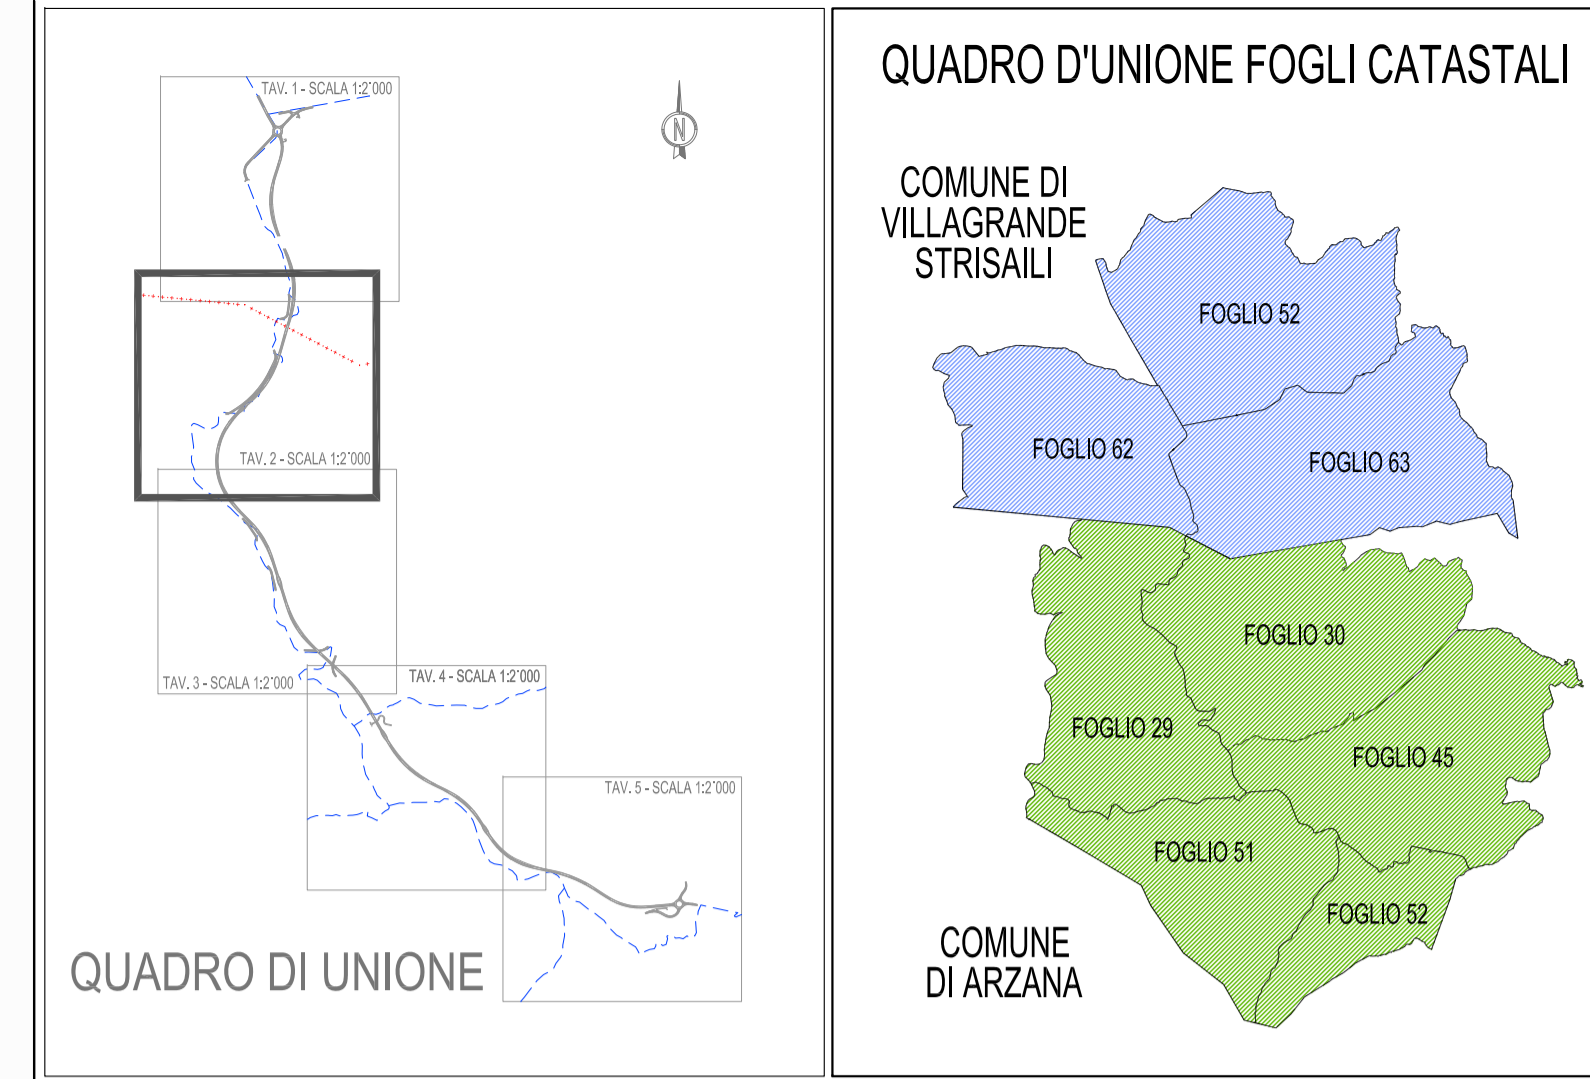 TAV. 1 - SCALA 1:2'000
N
TAV. 2 - SCALA 1:2'000
TAV. 3 - SCALA 1:2'000
TAV. 4 - SCALA 1:2'000
TAV. 5 - SCALA 1:2'000
QUADRO DI UNIONE
QUADRO D'UNIONE FOGLI CATASTALI
COMUNE DI
VILLAGRANDE
STRISAILI
FOGLIO 52
FOGLIO 62
FOGLIO 63
FOGLIO 30
FOGLIO 29
FOGLIO 45
FOGLIO 51
FOGLIO 52
COMUNE
DI ARZANA